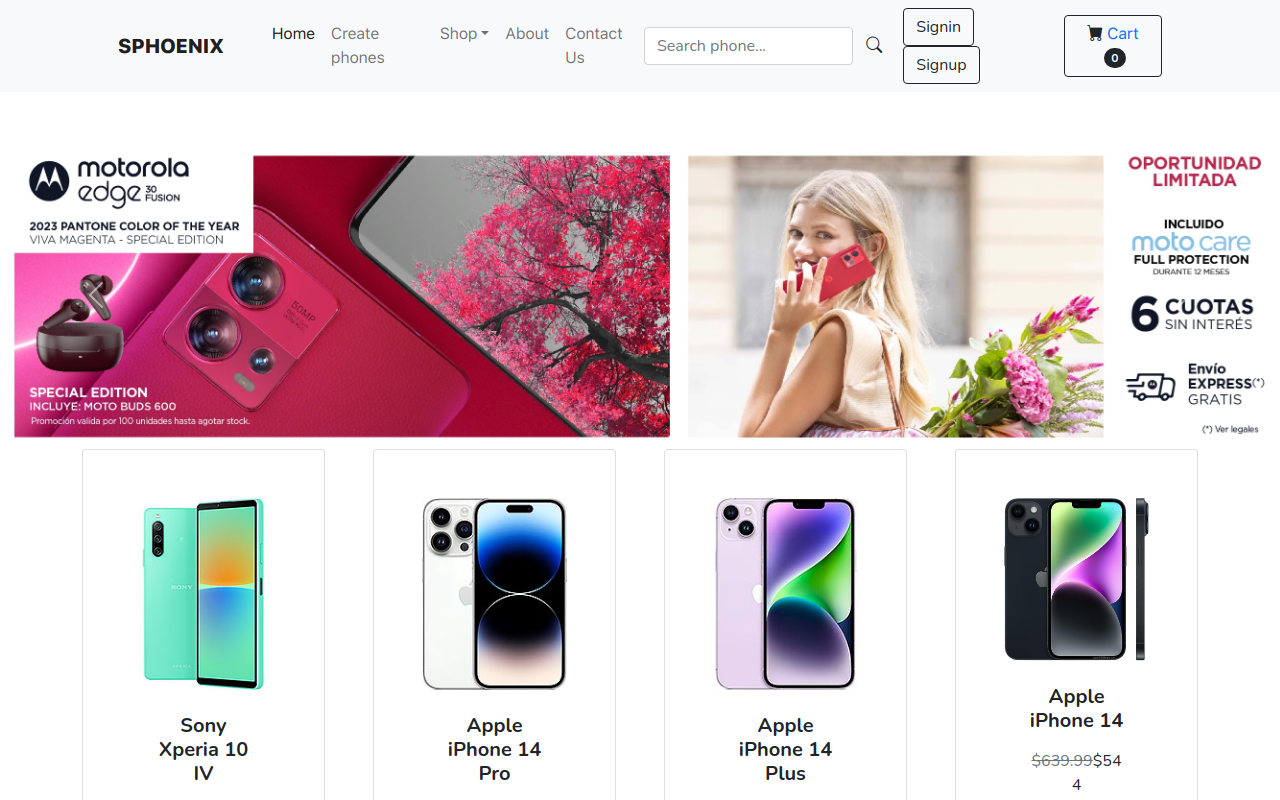 SPHOENIX
Home
Create
phones
Shop
About
Contact
Us
Search phone...
Signin
Signup
Cart
0
motorola
edge 30
FUSION
2023 PANTONE COLOR OF THE YEAR
VIVA MAGENTA - SPECIAL EDITION
50MP
SPECIAL EDITION
INCLUYE: MOTO BUDS 600
Promoción valida por 100 unidades hasta agotar stock.
OPORTUNIDAD
LIMITADA
INCLUIDO
moto care
FULL PROTECTION
DURANTE 12 MESES
6 CUOTAS
SIN INTERÉS
Envío
EXPRESS(*)
GRATIS
(*) Ver legales
SONY
Sony
Xperia 10
IV
Apple
iPhone 14
Pro
Apple
iPhone 14
Plus
Apple
iPhone 14
$639.99$54
4